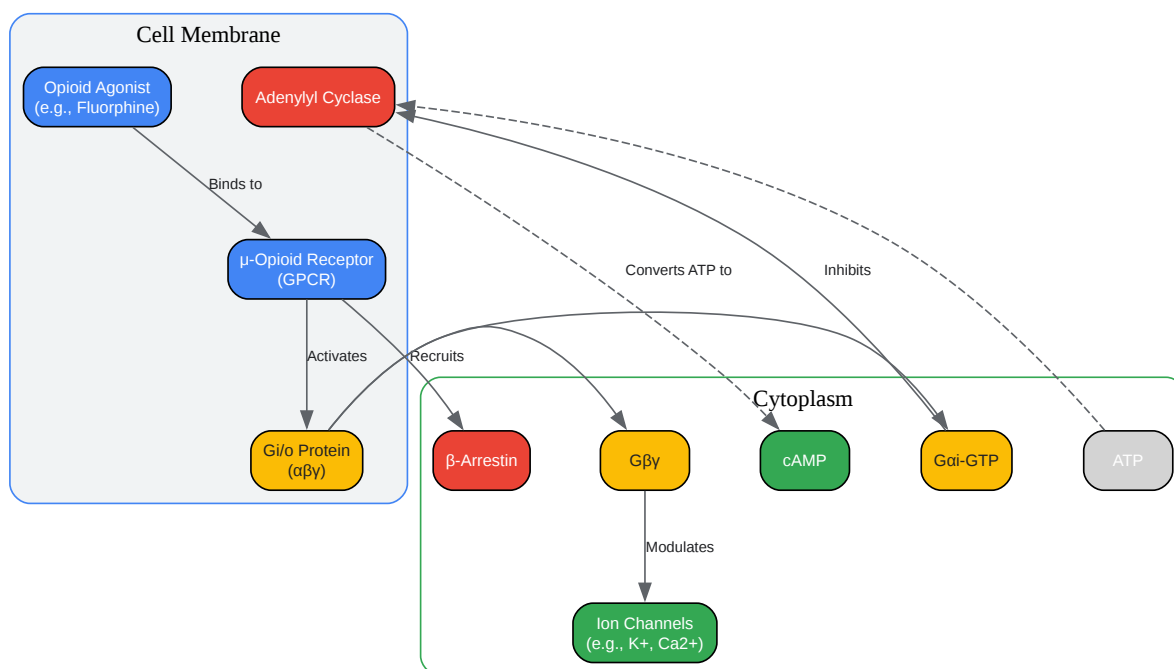 Cell Membrane
Opioid Agonist
(e.g., Fluorphine)
Adenylyl Cyclase
Binds to
μ-Opioid Receptor
(GPCR)
Converts ATP to
Inhibits
Activates
Recruits
Cytoplasm
Gi/o Protein
(αβγ)
β-Arrestin
Gβγ
cAMP
Gαi-GTP
ATP
Modulates
Ion Channels
(e.g., K+, Ca2+)